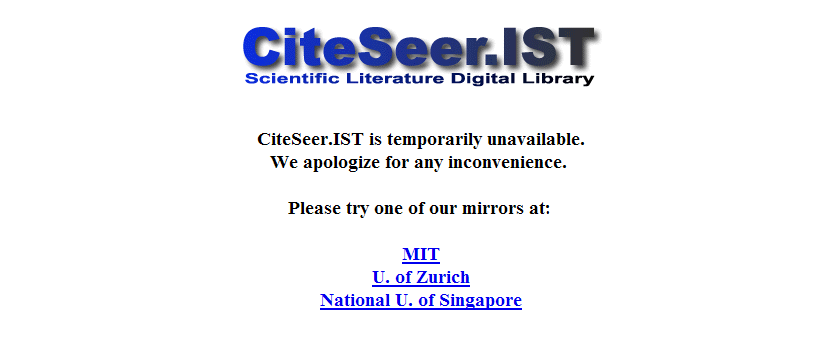 CiteSeer.IST
Scientific Literature Digital Library
CiteSeer.IST is temporarily unavailable.
We apologize for any inconvenience.
Please try one of our mirrors at:
MIT
U. of Zurich
National U. of Singapore